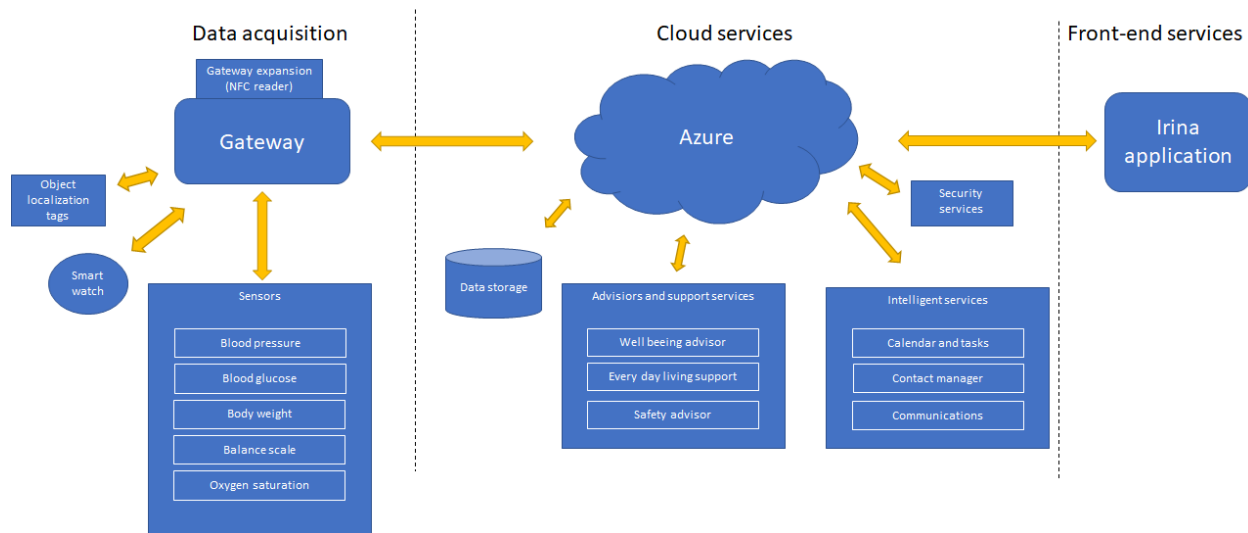 Data acquisition
Cloud services
Front-end services
Gateway expansion
(NFC reader)
Gateway
Azure
Irina
application
Object
localization
tags
Security
services
Smart
watch
Data storage
Sensors
Blood pressure
Blood glucose
Body weight
Balance scale
Oxygen saturation
Advisiors and support services
Well beeing advisor
Every day living support
Safety advisor
Intelligent services
Calendar and tasks
Contact manager
Communications